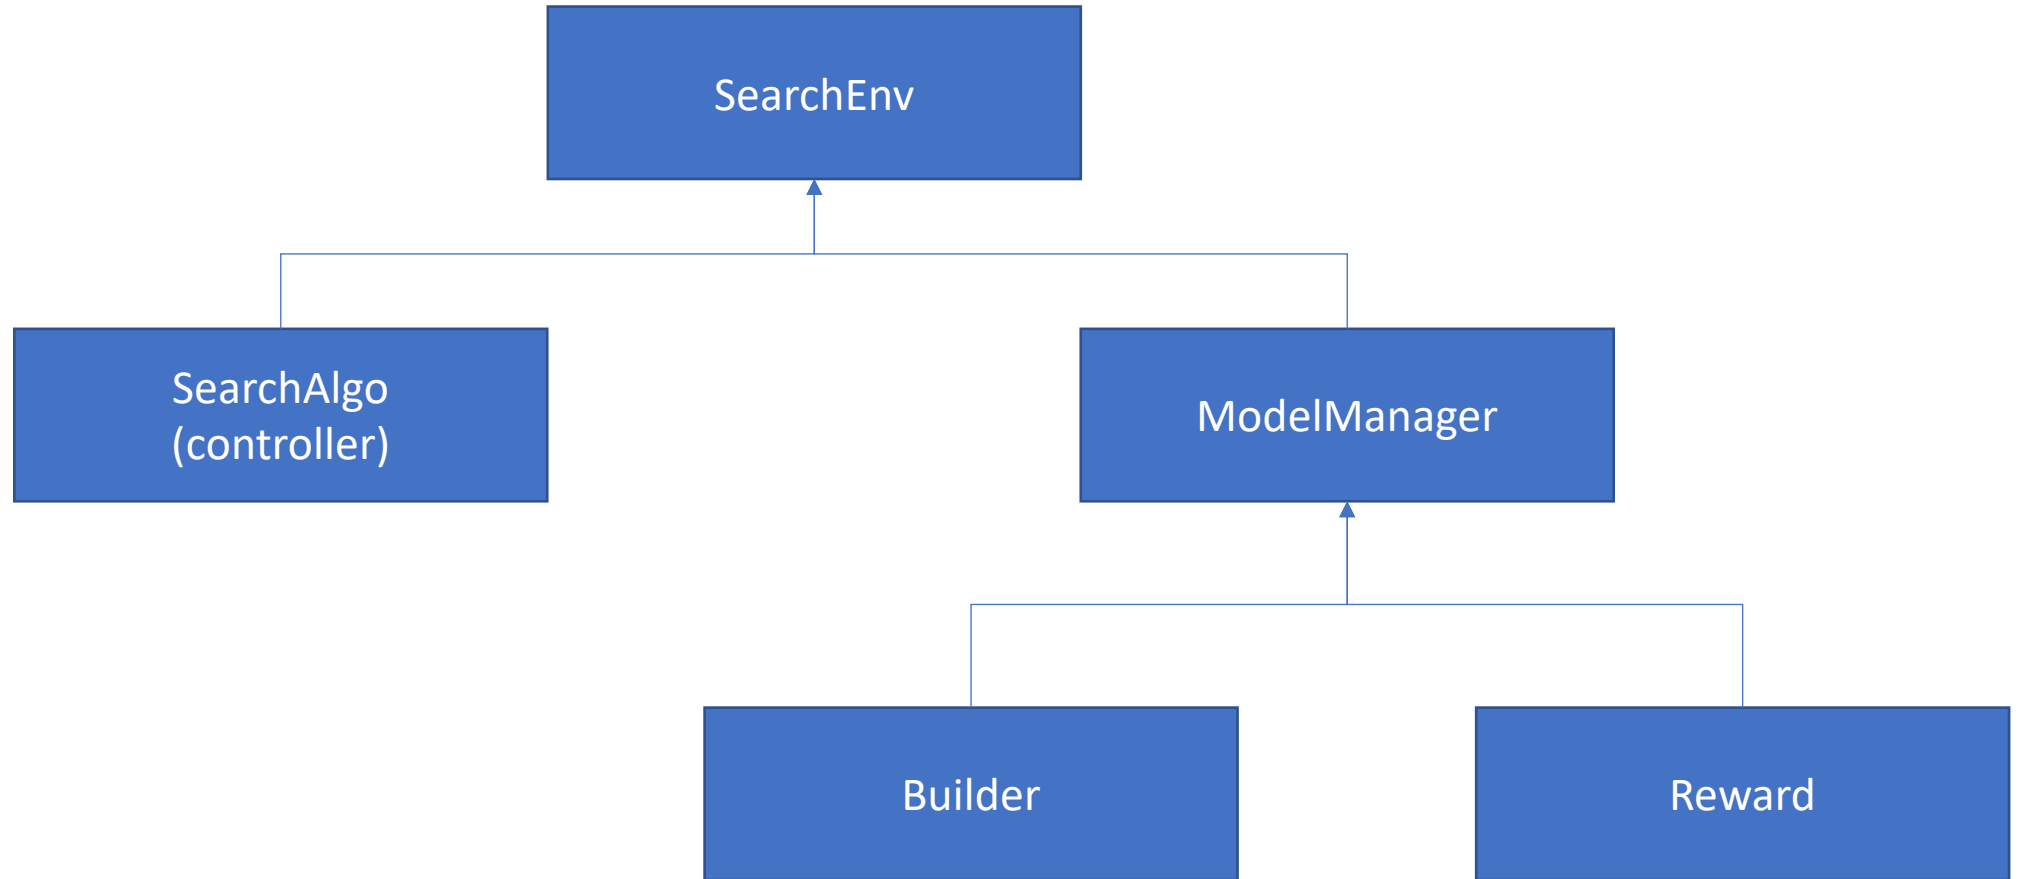 SearchEnv
SearchAlgo
(controller)
ModelManager
Builder
Reward